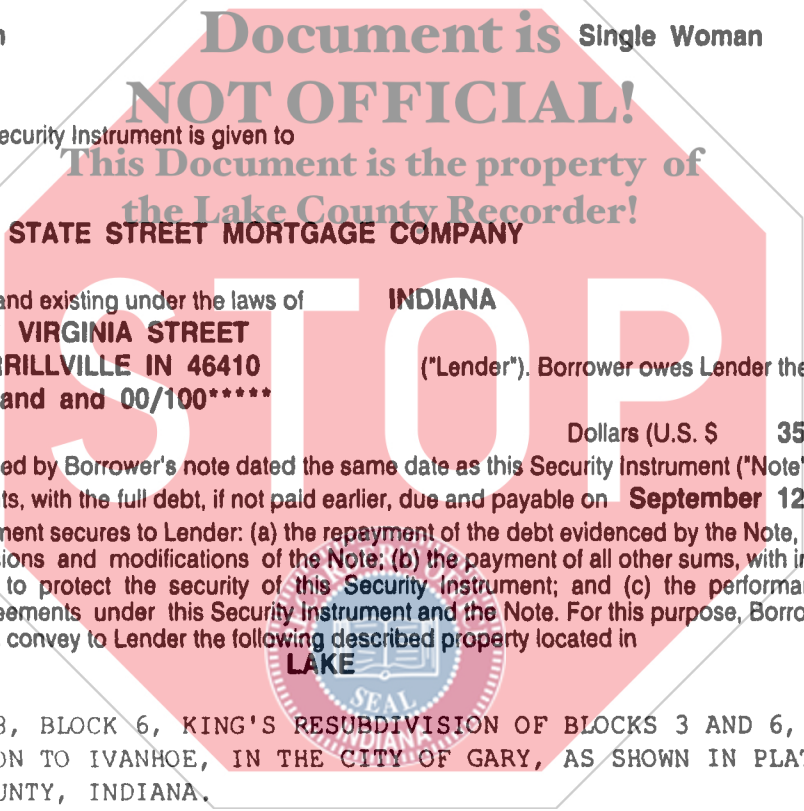 Document is Single Woman
NOT OFFICIAL!
ecurity Instrument is given to
This Document is the property of
the Lake County Recorder!
STATE STREET MORTGAGE COMPANY
and existing under the laws of INDIANA
VIRGINIA STREET
RRILLVILLE IN 46410 ("Lender"). Borrower owes Lender the
and and 00/100*****
STOP
Dollars (U.S. $ 35
ed by Borrower's note dated the same date as this Security Instrument ("Note"
ts, with the full debt, if not paid earlier, due and payable on September 12
ment secures to Lender: (a) the repayment of the debt evidenced by the Note,
sions and modifications of the Note; (b) the payment of all other sums, with in
to protect the security of this Security Instrument; and (c) the performa
eements under this Security Instrument and the Note. For this purpose, Borro
convey to Lender the following described property located in
LAKE
SEAL
INDIANA
3, BLOCK 6, KING'S RESUBDIVISION OF BLOCKS 3 AND 6,
ON TO IVANHOE, IN THE CITY OF GARY, AS SHOWN IN PLAT
UNTY, INDIANA.